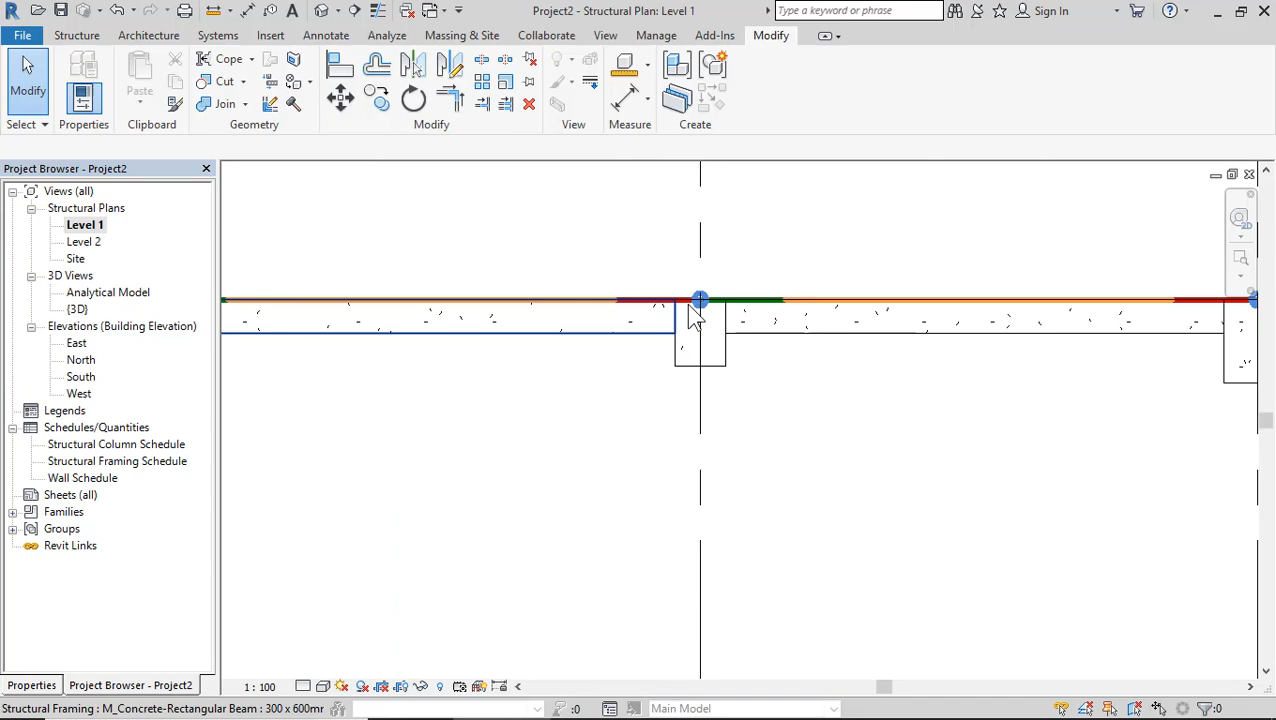 Project2 - Structural Plan: Level 1
Type a keyword or phrase
Sign In
File
Structure
Architecture
Systems
Insert
Annotate
Analyze
Massing & Site
Collaborate
View
Manage
Add-Ins
Modify
Modify
Paste
Cope
Cut
Join
Select
Properties
Clipboard
Geometry
Modify
View
Measure
Create
Project Browser - Project2
Views (all)
Structural Plans
Level 1
Level 2
Site
3D Views
Analytical Model
{3D}
Elevations (Building Elevation)
East
North
South
West
Legends
Schedules/Quantities
Structural Column Schedule
Structural Framing Schedule
Wall Schedule
Sheets (all)
Families
Groups
Revit Links
2D
Properties
Project Browser - Project2
1 : 100
Structural Framing : M_Concrete-Rectangular Beam : 300 x 600mm
:0
Main Model
:0